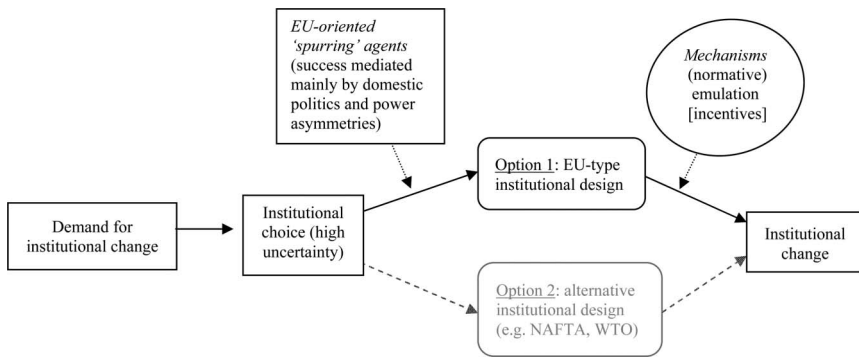 EU-oriented
‘spurring’ agents
(success mediated
mainly by domestic
politics and power
asymmetries)
Mechanisms
(normative)
emulation
[incentives]
Option 1: EU-type
institutional design
Demand for
institutional change
Institutional
choice (high
uncertainty)
Institutional
change
Option 2: alternative
institutional design
(e.g. NAFTA, WTO)